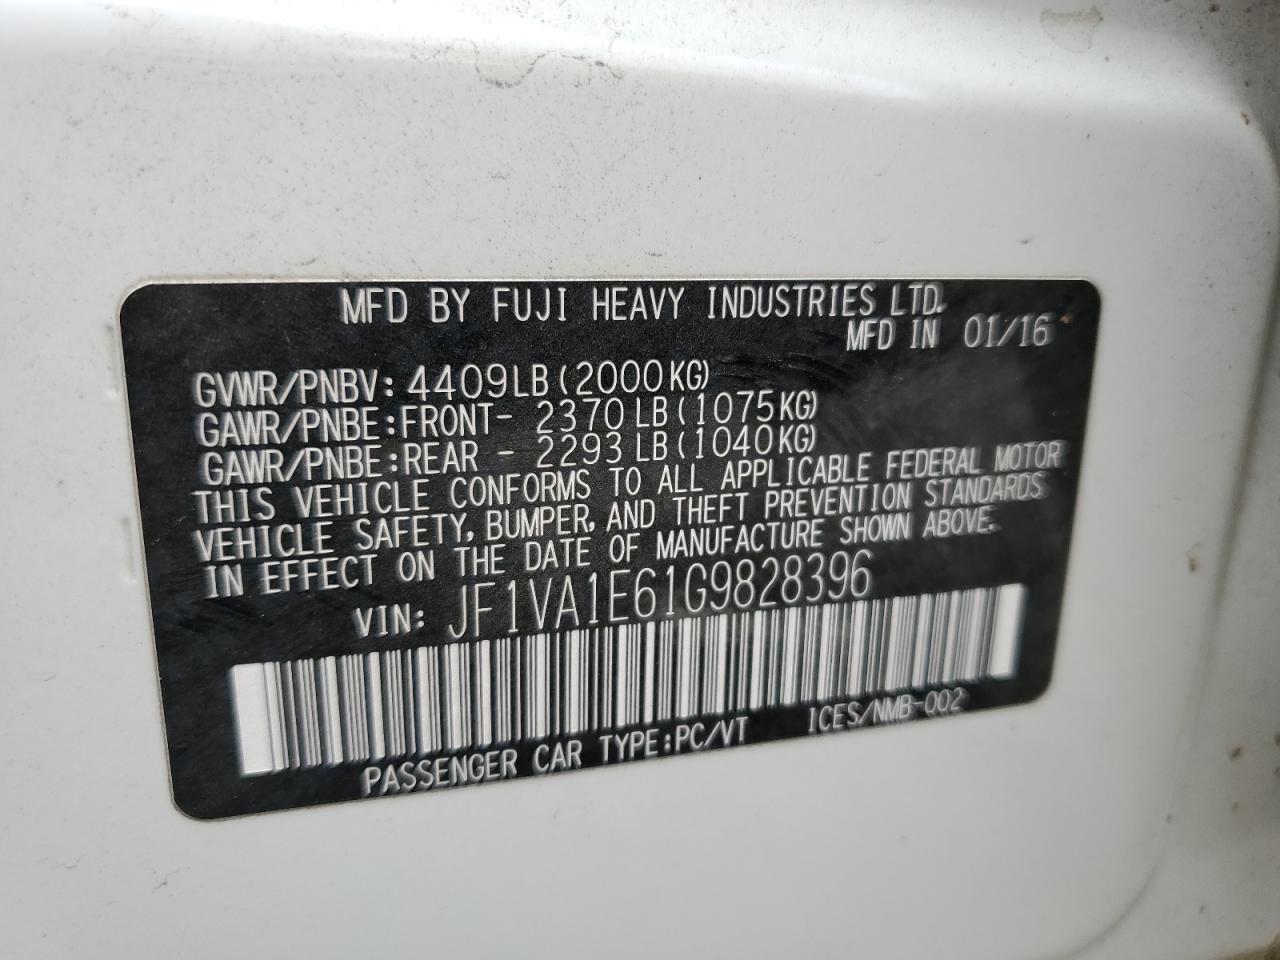 MFD BY FUJI HEAVY INDUSTRIES LTD.
MFD IN 01/16
GVWR/PNBV: 4409LB (2000KG)
GAWR/PNBE:FRONT- 2370 LB (1075KG)
GAWR/PNBE:REAR - 2293 LB (1040KG)
THIS VEHICLE CONFORMS TO ALL APPLICABLE FEDERAL MOTOR
VEHICLE SAFETY, BUMPER, AND THEFT PREVENTION STANDARDS
IN EFFECT ON THE DATE OF MANUFACTURE SHOWN ABOVE.
VIN: JF1VA1E61G9828396
PASSENGER CAR TYPE:PC/VT ICES/NMB-002